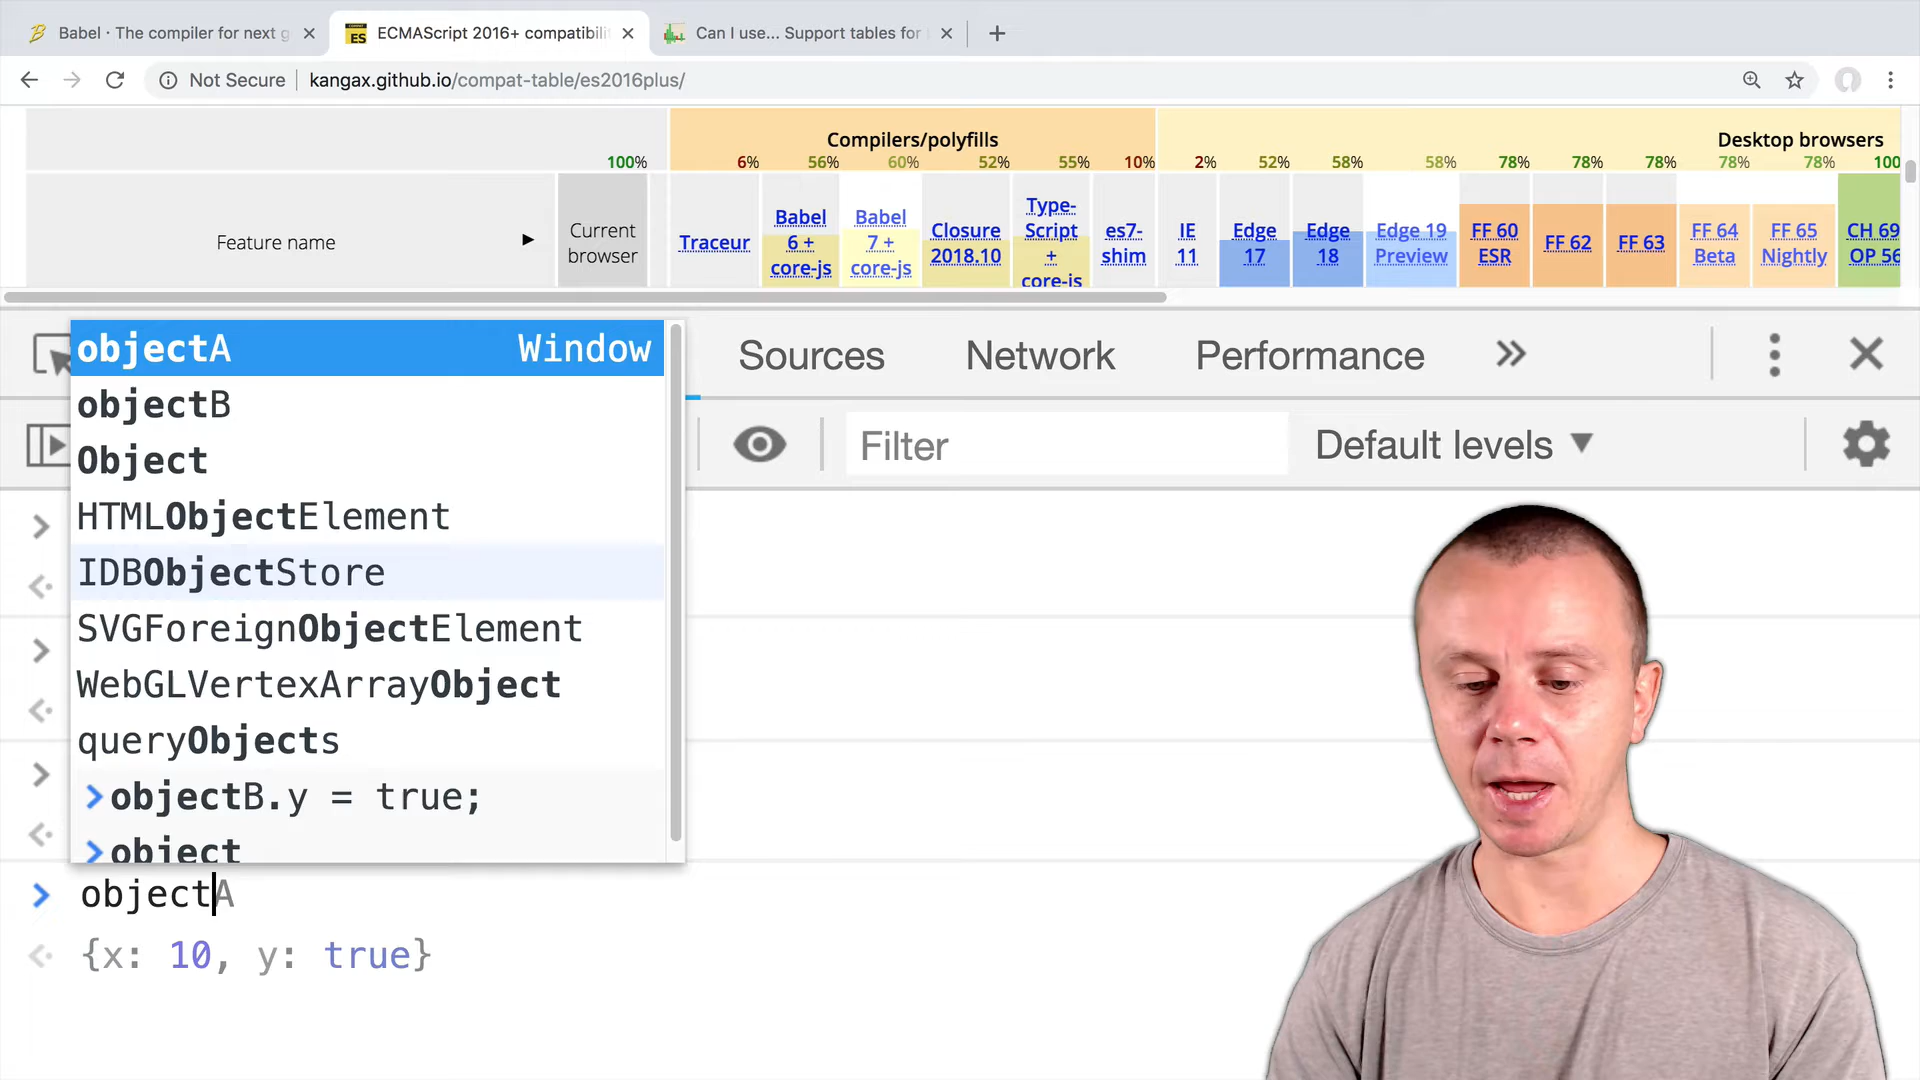 Babel · The compiler for next g
ECMAScript 2016+ compatibili
Can I use... Support tables for
Not Secure
kangax.github.io/compat-table/es2016plus/
Compilers/polyfills
Desktop browsers
100%
6%
56%
60%
52%
55%
10%
2%
52%
58%
58%
78%
78%
78%
78%
78%
100
Feature name
Current browser
Traceur
Babel 6 + core-js
Babel 7 + core-js
Closure 2018.10
Type-Script + core-js
es7-shim
IE 11
Edge 17
Edge 18
Edge 19 Preview
FF 60 ESR
FF 62
FF 63
FF 64 Beta
FF 65 Nightly
CH 69 OP 56
Sources
Network
Performance
Filter
Default levels
objectA Window
objectB
Object
HTMLObjectElement
IDBObjectStore
SVGForeignObjectElement
WebGLVertexArrayObject
queryObjects
objectB.y = true;
object
objectA
{x: 10, y: true}